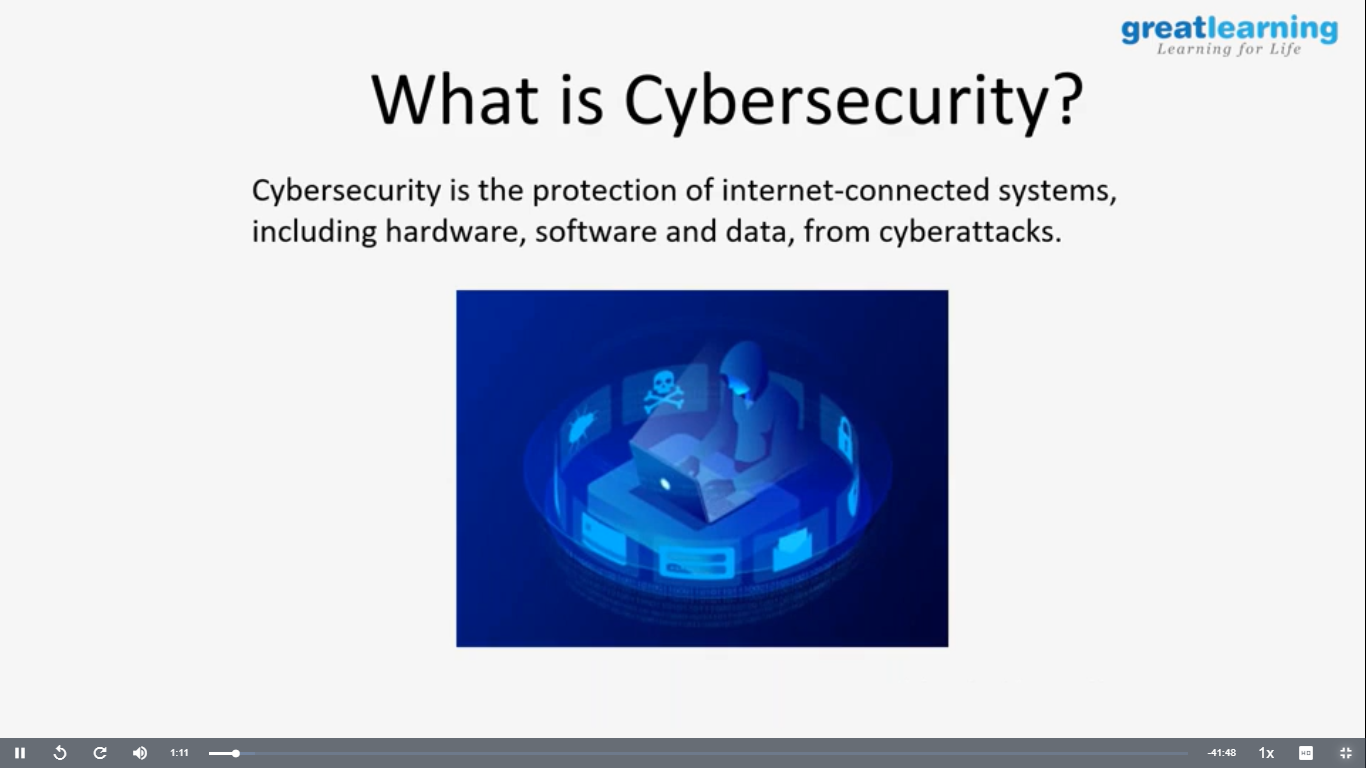 greatlearning
Learning for Life
What is Cybersecurity?
Cybersecurity is the protection of internet-connected systems,
including hardware, software and data, from cyberattacks.
1:11
-41:48
1x
HD